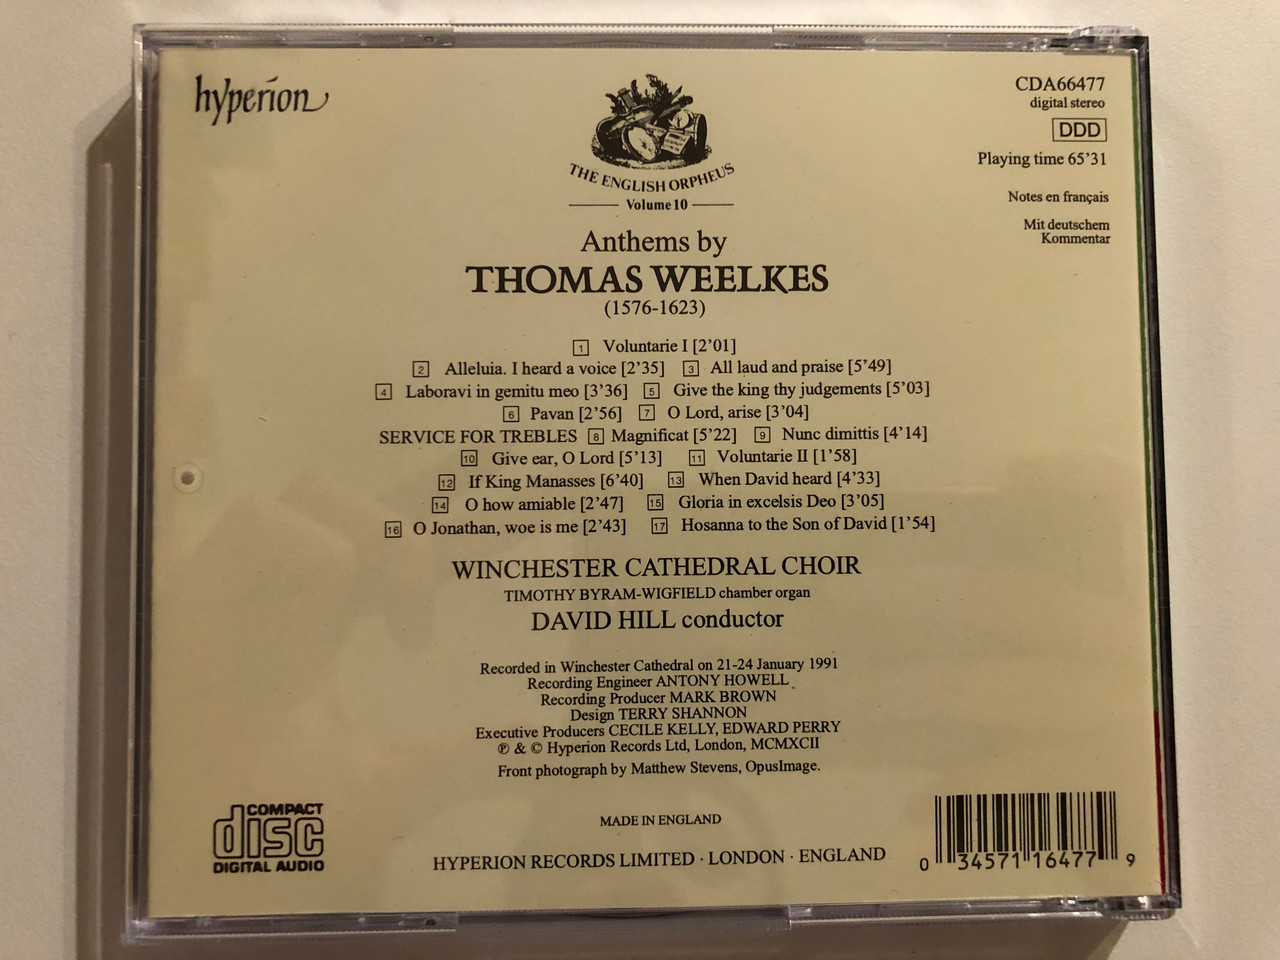 hyperion
THE ENGLISH ORPHEUS
Volume 10
CDA66477
digital stereo
DDD
Playing time 65'31
Notes en français
Mit deutschem
Kommentar
Anthems by
THOMAS WEELKES
(1576-1623)
1 Voluntarie I [2'01]
2 Alleluia. I heard a voice [2'35] 3 All laud and praise [5'49]
4 Laboravi in gemitu meo [3'36] 5 Give the king thy judgements [5'03]
6 Pavan [2'56] 7 O Lord, arise [3'04]
SERVICE FOR TREBLES 8 Magnificat [5'22] 9 Nunc dimittis [4'14]
10 Give ear, O Lord [5'13] 11 Voluntarie II [1'58]
12 If King Manasses [6'40] 13 When David heard [4'33]
14 O how amiable [2'47] 15 Gloria in excelsis Deo [3'05]
16 O Jonathan, woe is me [2'43] 17 Hosanna to the Son of David [1'54]
WINCHESTER CATHEDRAL CHOIR
TIMOTHY BYRAM-WIGFIELD chamber organ
DAVID HILL conductor
Recorded in Winchester Cathedral on 21-24 January 1991
Recording Engineer ANTONY HOWELL
Recording Producer MARK BROWN
Design TERRY SHANNON
Executive Producers CECILE KELLY, EDWARD PERRY
℗ & © Hyperion Records Ltd, London, MCMXCII
Front photograph by Matthew Stevens, OpusImage.
MADE IN ENGLAND
HYPERION RECORDS LIMITED · LONDON · ENGLAND
COMPACT
disc
DIGITAL AUDIO
0 34571 16477 9